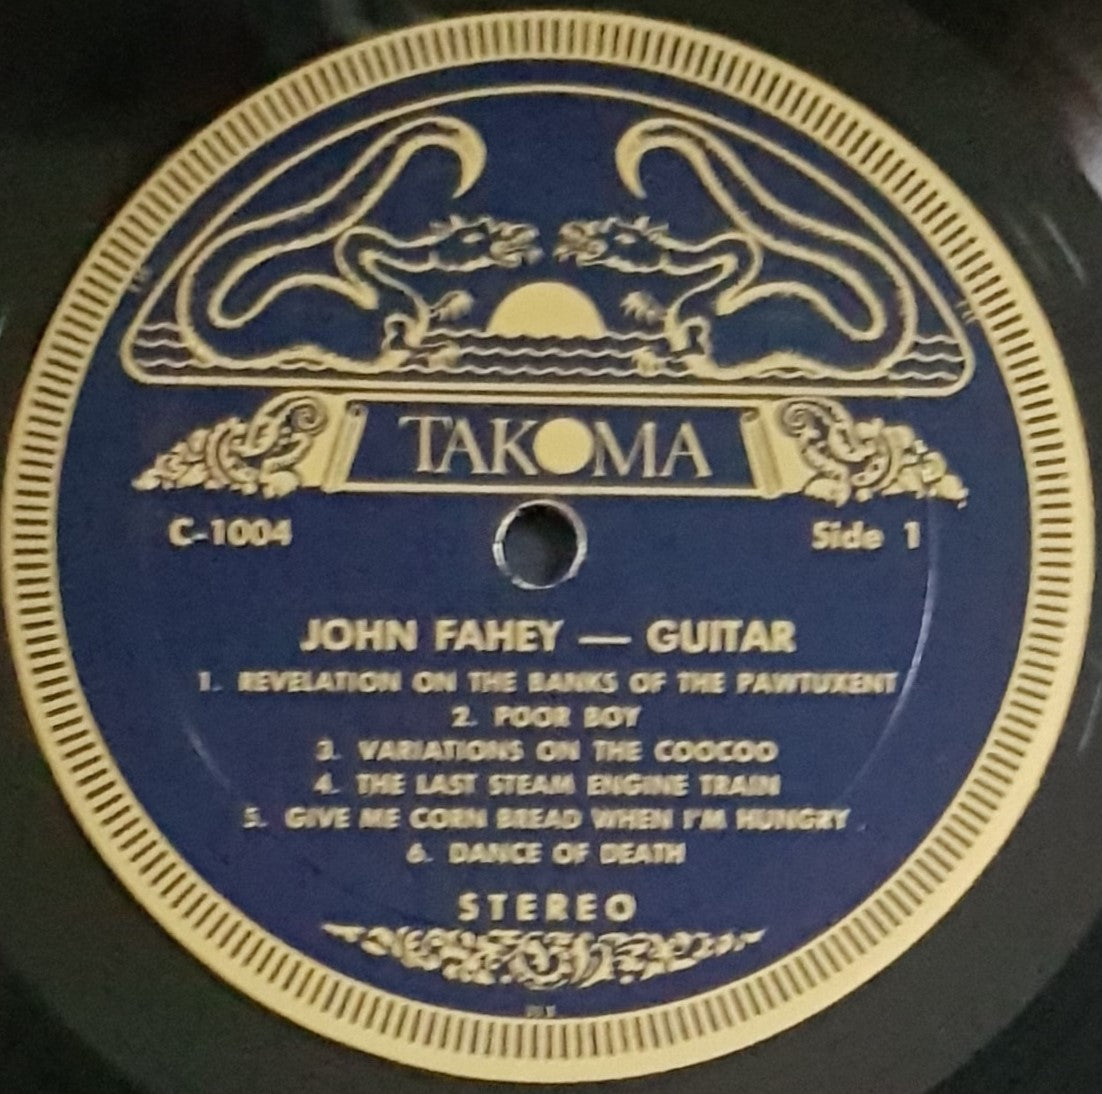 TAKOMA
C-1004
Side 1
JOHN FAHEY — GUITAR
1. REVELATION ON THE BANKS OF THE PAWTUXENT
2. POOR BOY
3. VARIATIONS ON THE COOCOO
4. THE LAST STEAM ENGINE TRAIN
5. GIVE ME CORN BREAD WHEN I'M HUNGRY
6. DANCE OF DEATH
STEREO